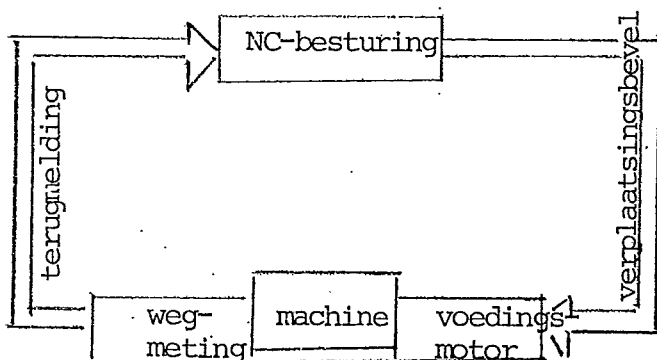 NC-besturing
terugmelding
verplaatsingsbevel
weg-
meting
machine
voedings-
motor